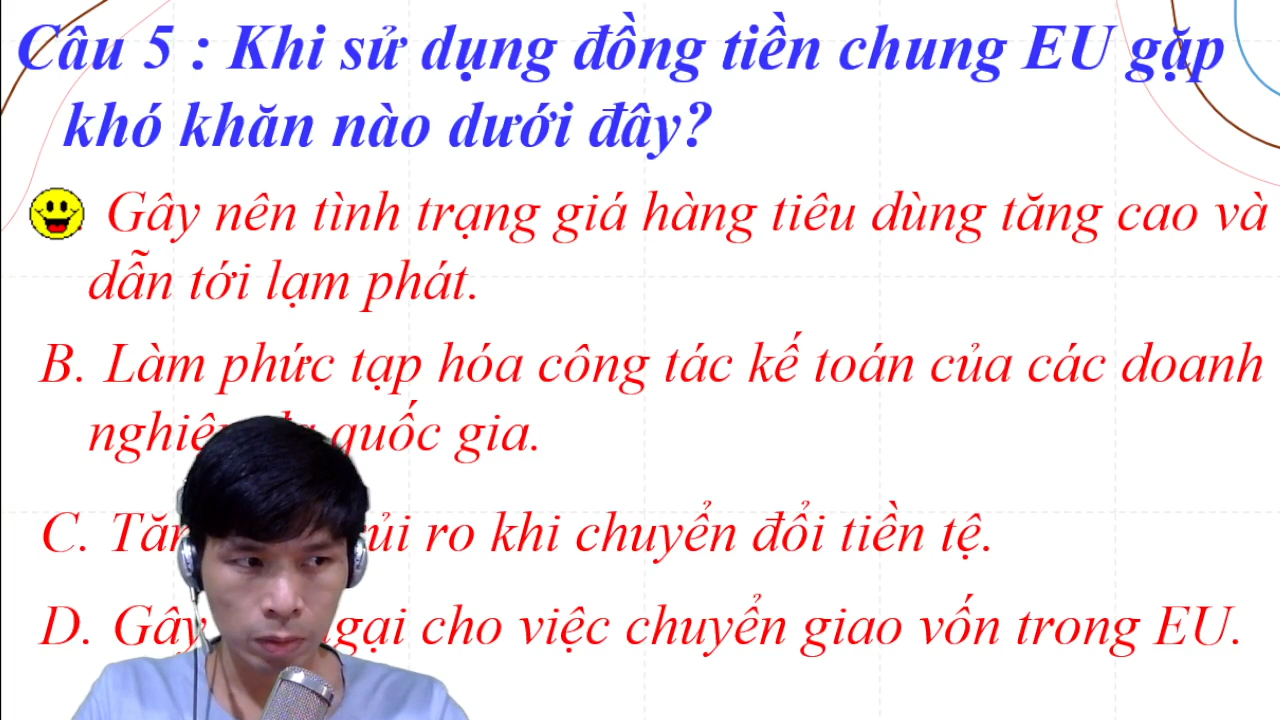 Câu 5 : Khi sử dụng đồng tiền chung EU gặp
khó khăn nào dưới đây?
Gây nên tình trạng giá hàng tiêu dùng tăng cao và
dẫn tới lạm phát.
B. Làm phức tạp hóa công tác kế toán của các doanh
quốc gia.
C. ro khi chuyển đổi tiền tệ.
D. Gây cho việc chuyển giao vốn trong EU.